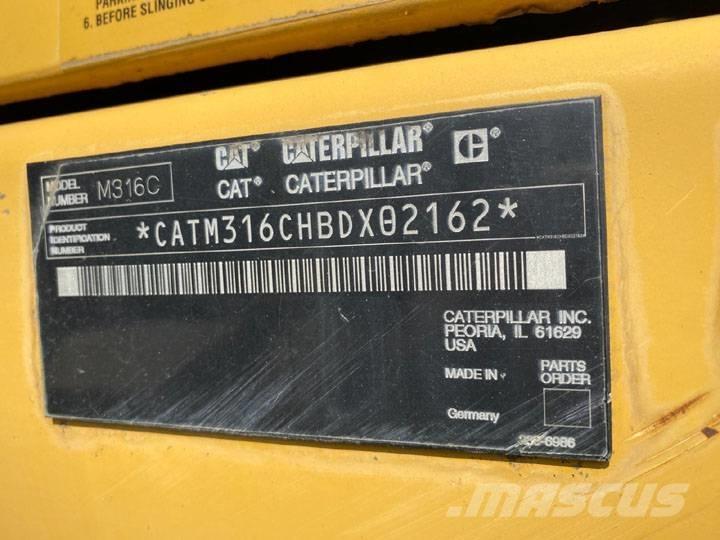 PARKIN
6. BEFORE SLINGING
CAT CATERPILLAR® C®
CAT® CATERPILLAR®
MODEL NUMBER M316C
PRODUCT IDENTIFICATION NUMBER *CATM316CHBDX02162*
CATERPILLAR INC.
PEORIA, IL 61629
USA
MADE IN
PARTS ORDER
Germany
mascus